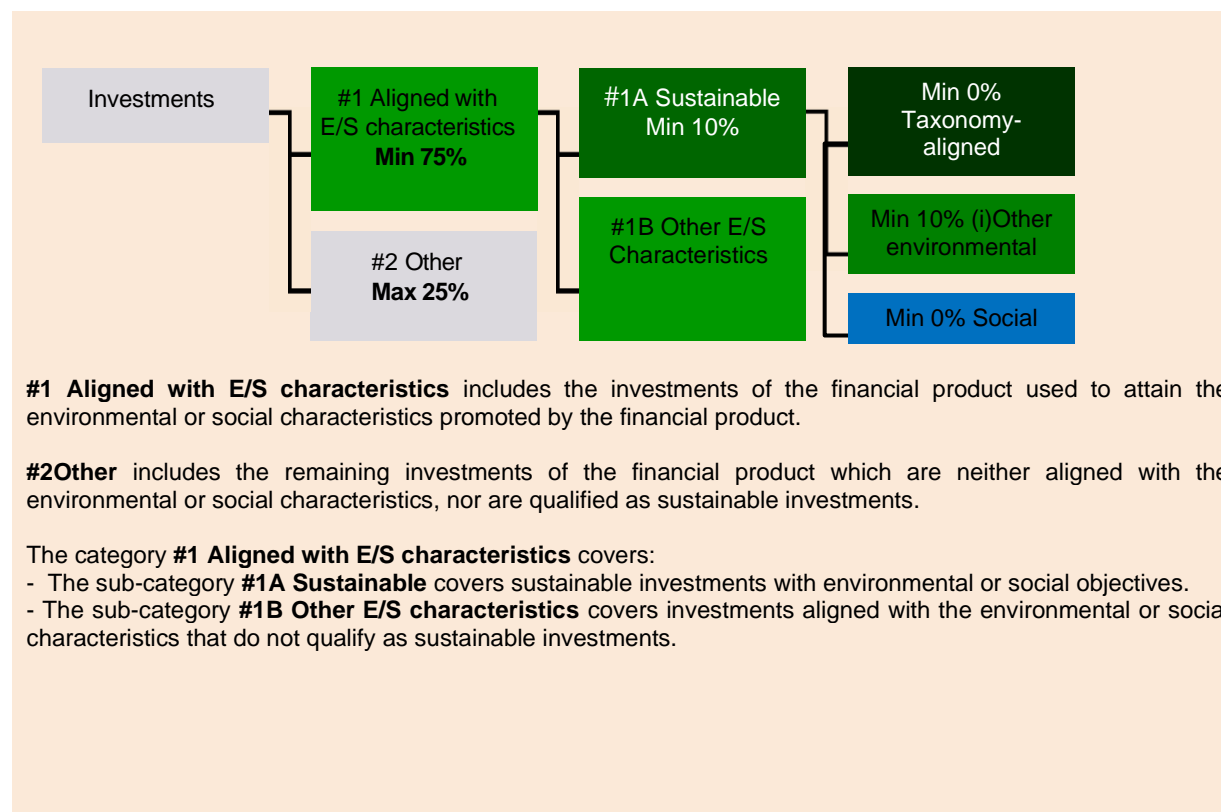 Investments
#1 Aligned with
E/S characteristics
Min 75%
#2 Other
Max 25%
#1A Sustainable
Min 10%
#1B Other E/S
Characteristics
Min 0%
Taxonomy-
aligned
Min 10% (i)Other
environmental
Min 0% Social
#1 Aligned with E/S characteristics includes the investments of the financial product used to attain the
environmental or social characteristics promoted by the financial product.
#2Other includes the remaining investments of the financial product which are neither aligned with the
environmental or social characteristics, nor are qualified as sustainable investments.
The category #1 Aligned with E/S characteristics covers:
- The sub-category #1A Sustainable covers sustainable investments with environmental or social objectives.
- The sub-category #1B Other E/S characteristics covers investments aligned with the environmental or social
characteristics that do not qualify as sustainable investments.